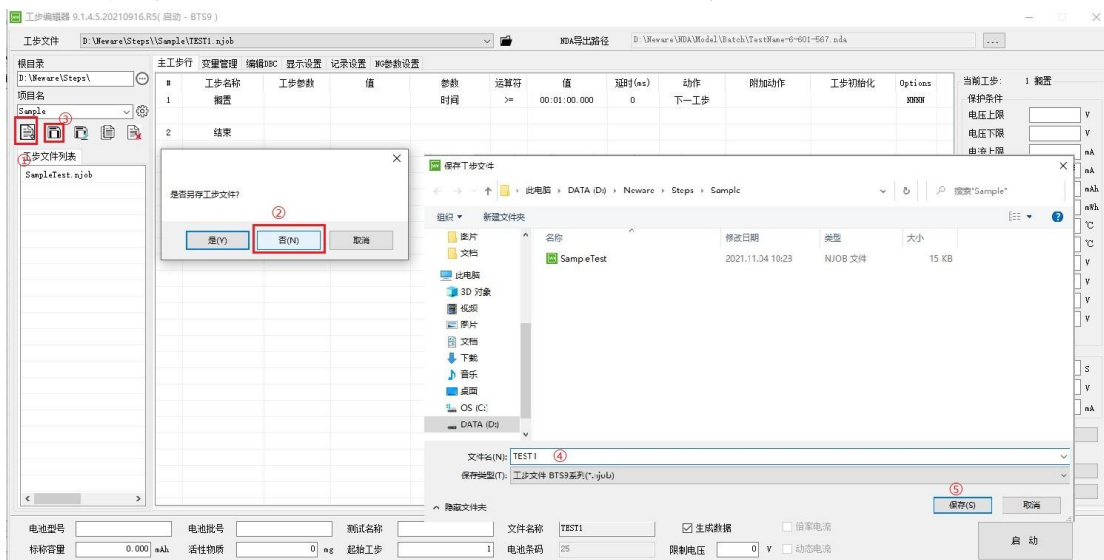 工步编辑器 9.1.4.5.20210916.R5( 启动 - BTS9 )
工步文件 D:\Neware\Steps\\Sample\TEST1.njob NDA导出路径 D:\Neware\NDA\Model\Batch\TestName-6-601-567.nda ...
根目录
D:\Neware\Steps\
项目名
Sample
③
①
工步文件列表
SampleTest.njob
主工步行 变量管理 编辑DBC 显示设置 记录设置 NG参数设置
# 工步名称 工步参数 值 参数 运算符 值 延时(ms) 动作 附加动作 工步初始化 Options
1 搁置 时间 >= 00:01:00.000 0 下一工步 NNNN
2 结束
当前工步: 1 搁置
保护条件
电压上限 V
电压下限 V
电流上限 mA
mA
mAh
mWh
℃
℃
V
V
V
V
S
V
mA
是否另存工步文件?
②
是(Y) 否(N) 取消
保存工步文件
此电脑 › DATA (D:) › Neware › Steps › Sample
搜索"Sample"
组织 新建文件夹
图片
文档
此电脑
3D 对象
视频
图片
文档
下载
音乐
桌面
OS (C:)
DATA (D:)
名称 修改日期 类型 大小
SampleTest 2021.11.04 10:23 NJOB 文件 15 KB
文件名(N): TEST1 ④
保存类型(T): 工步文件 BTS9系列(*.njob)
⑤
隐藏文件夹 保存(S) 取消
电池型号 电池批号 测试名称 文件名称 TEST1 生成数据 倍率电流
标称容量 0.000 mAh 活性物质 0 mg 起始工步 1 电池条码 25 限制电压 0 V 动态电流
启 动